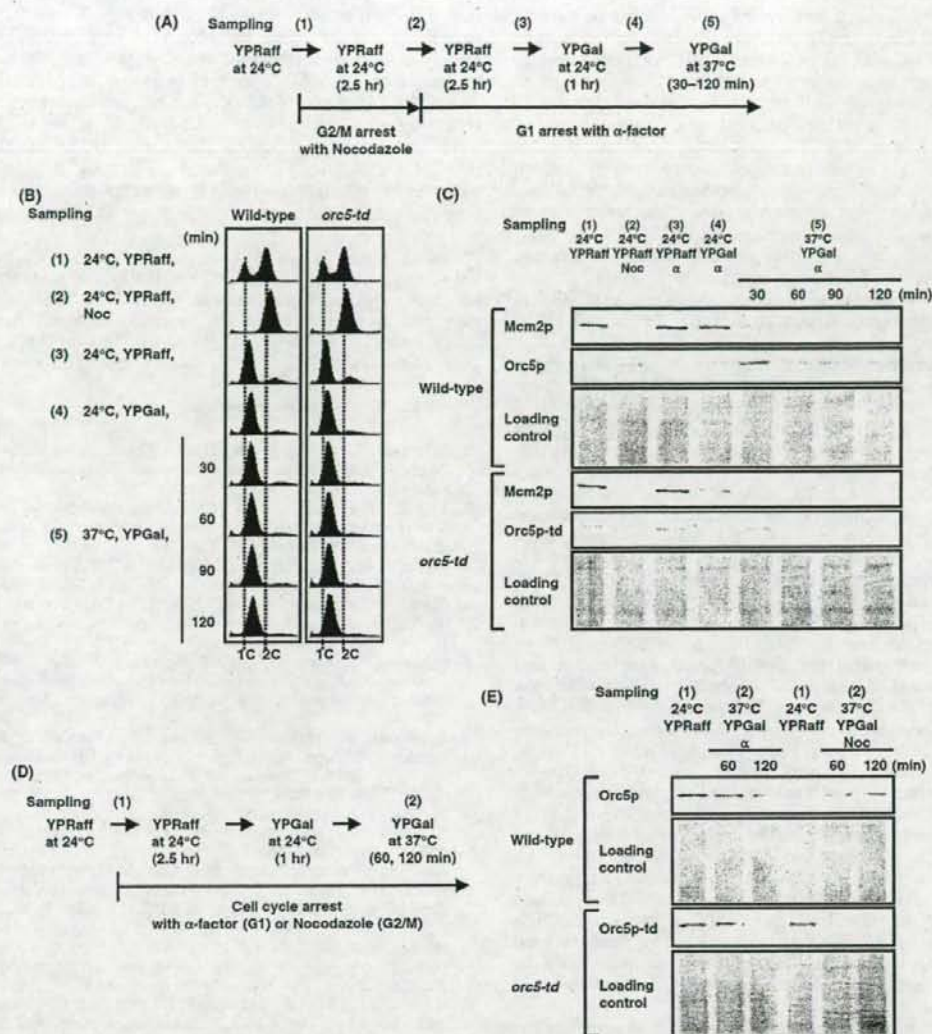 (A)
Sampling (1) (2) (3) (4) (5)
YPRaff YPRaff YPRaff YPGal YPGal
at 24°C at 24°C at 24°C at 24°C at 37°C
(2.5 hr) (2.5 hr) (1 hr) (30–120 min)
G2/M arrest
with Nocodazole
G1 arrest with α-factor
(B)
Sampling
(min) Wild-type orc5-td
(1) 24°C, YPRaff,
(2) 24°C, YPRaff,
Noc
(3) 24°C, YPRaff,
(4) 24°C, YPGal,
30
60
(5) 37°C, YPGal,
90
120
1C 2C 1C 2C
(C)
Sampling (1) (2) (3) (4) (5)
24°C 24°C 24°C 24°C 37°C
YPRaff YPRaff YPRaff YPGal YPGal
Noc α α α
30 60 90 120 (min)
Wild-type
Mcm2p
Orc5p
Loading
control
orc5-td
Mcm2p
Orc5p-td
Loading
control
(D)
Sampling (1) (2)
YPRaff YPRaff YPGal YPGal
at 24°C at 24°C at 24°C at 37°C
(2.5 hr) (1 hr) (60, 120 min)
Cell cycle arrest
with α-factor (G1) or Nocodazole (G2/M)
(E)
Sampling (1) (2) (1) (2)
24°C 37°C 24°C 37°C
YPRaff YPGal YPRaff YPGal
α Noc
60 120 60 120 (min)
Wild-type
Orc5p
Loading
control
orc5-td
Orc5p-td
Loading
control